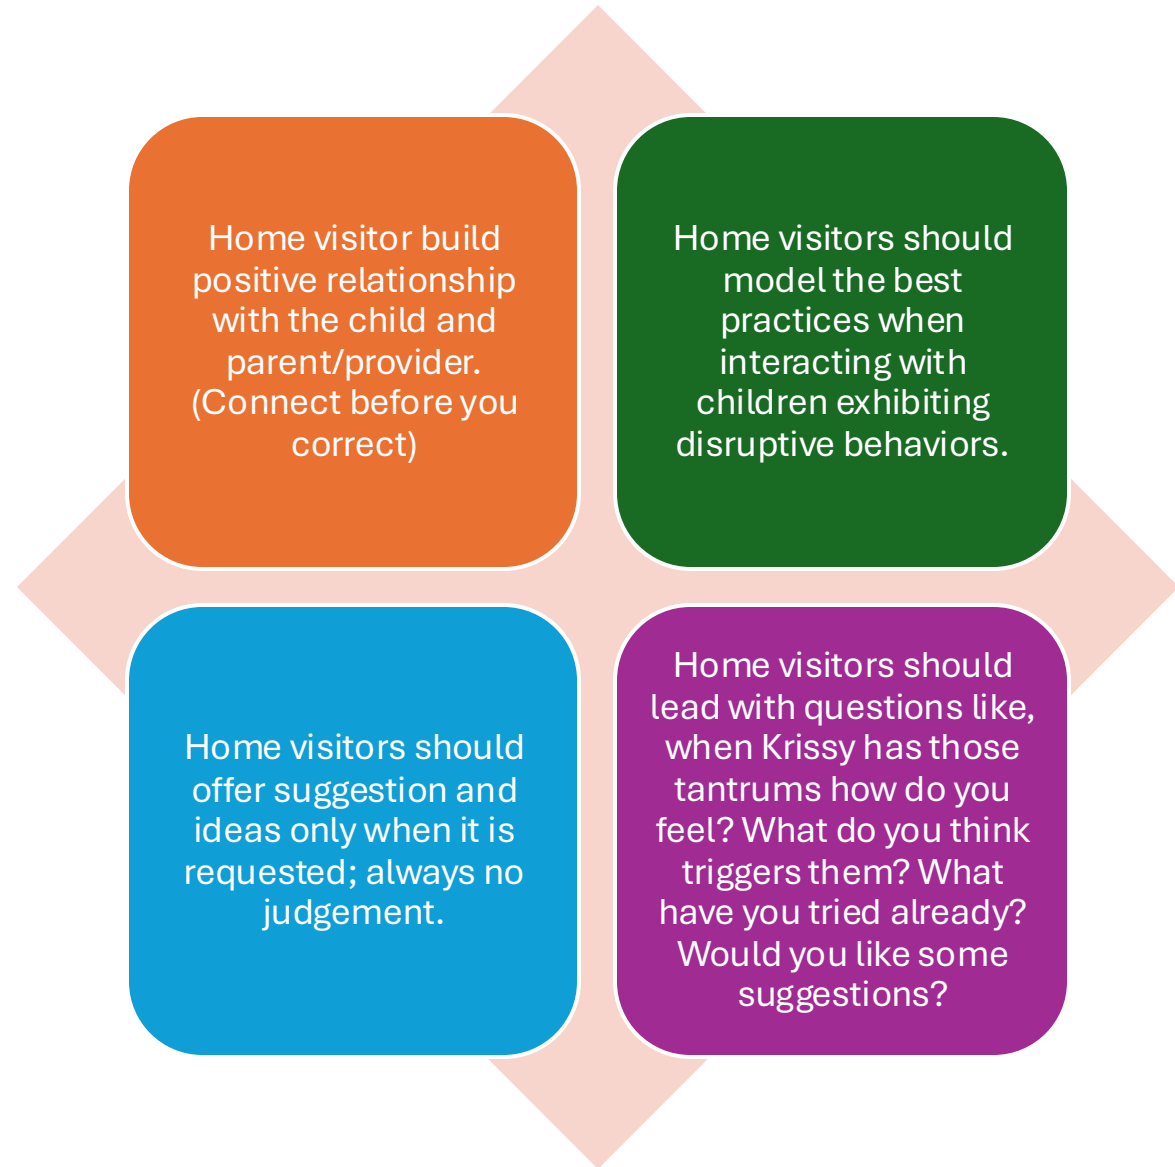 Home visitor build
positive relationship
with the child and
parent/provider.
(Connect before you
correct)
Home visitors should
model the best
practices when
interacting with
children exhibiting
disruptive behaviors.
Home visitors should
offer suggestion and
ideas only when it is
requested; always no
judgement.
Home visitors should
lead with questions like,
when Krissy has those
tantrums how do you
feel? What do you think
triggers them? What
have you tried already?
Would you like some
suggestions?